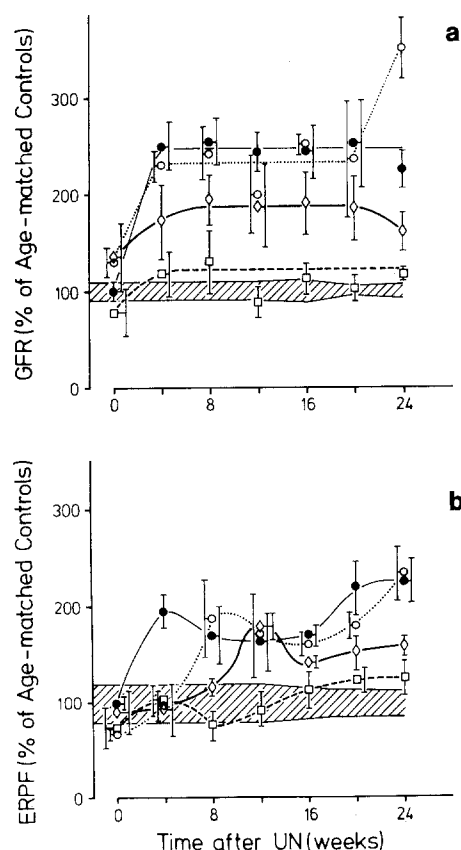 a
GFR (% of Age-matched Controls)
300
200
100
0
0 8 16 24
b
ERPF (% of Age-matched Controls)
300
200
100
0
0 8 16 24
Time after UN (weeks)